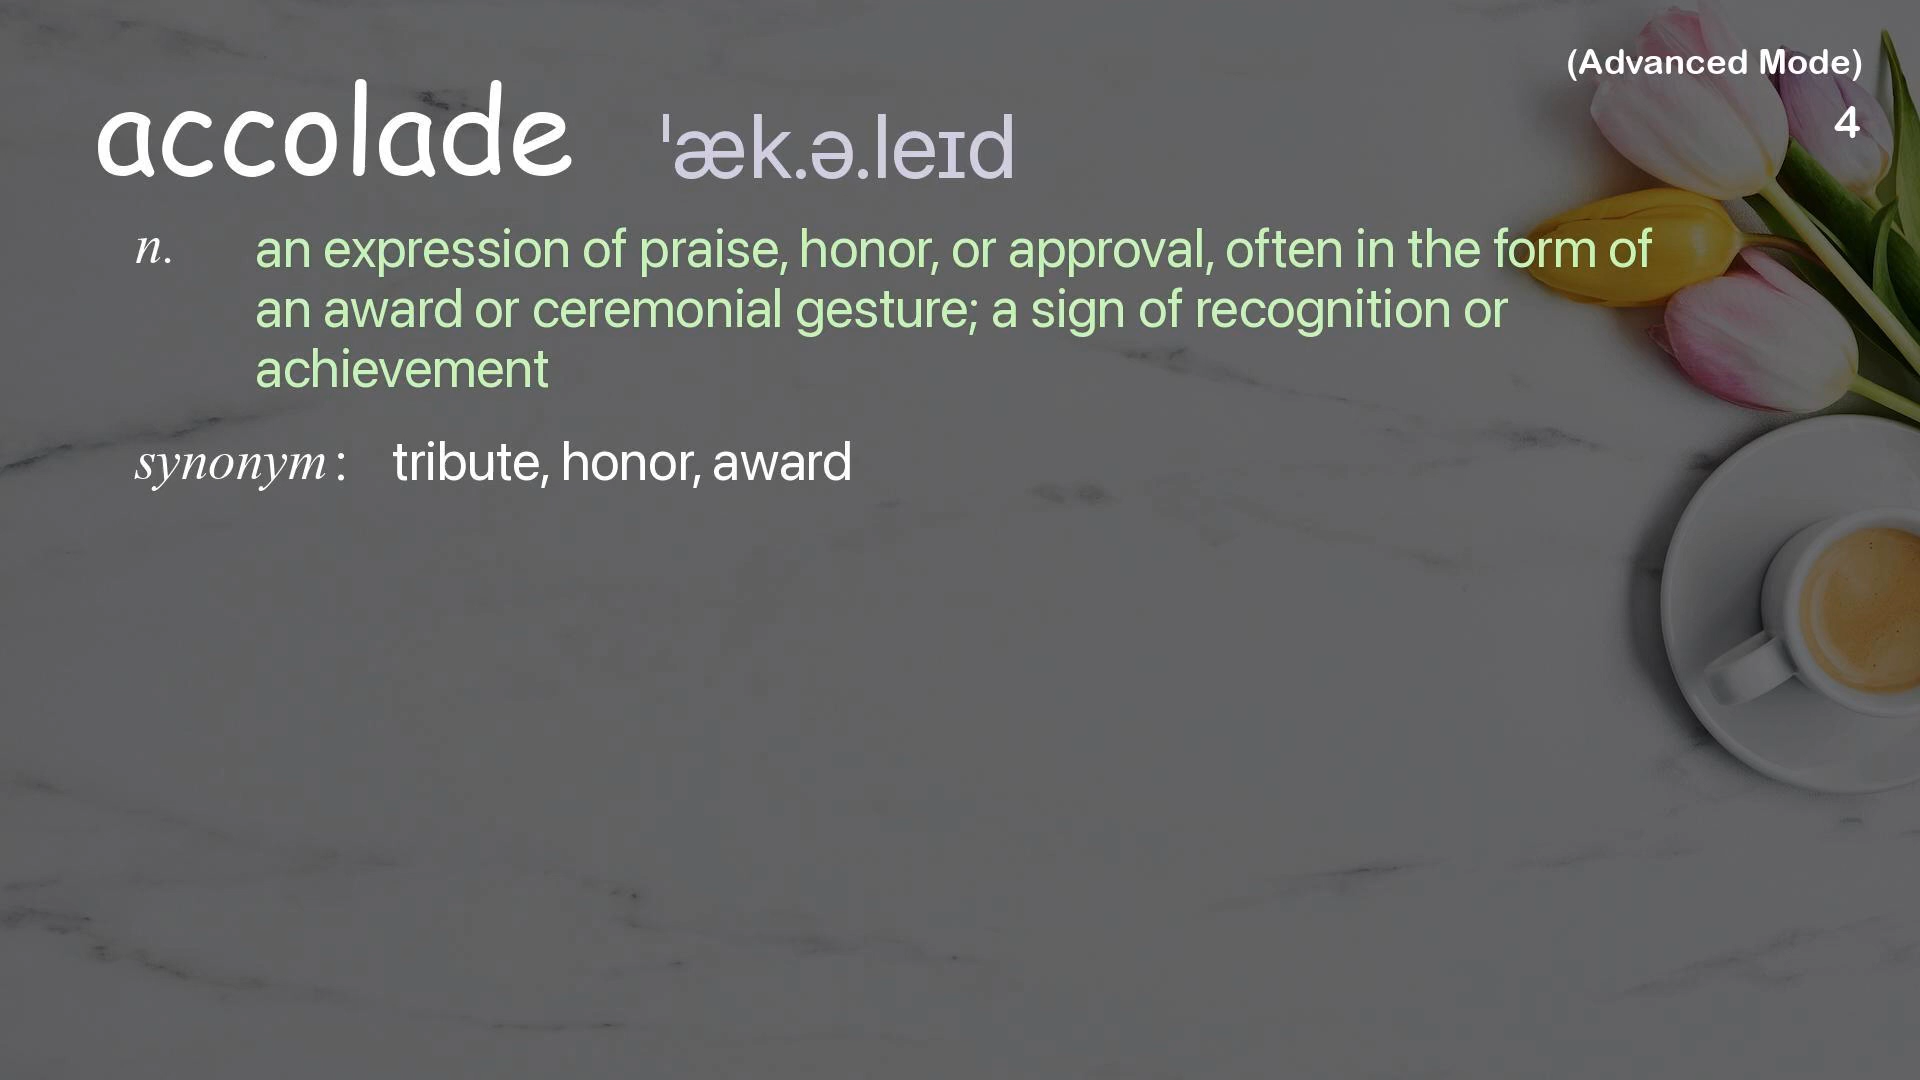 (Advanced Mode)
4
accolade ˈæk.ə.leɪd
n. an expression of praise, honor, or approval, often in the form of
an award or ceremonial gesture; a sign of recognition or
achievement
synonym: tribute, honor, award